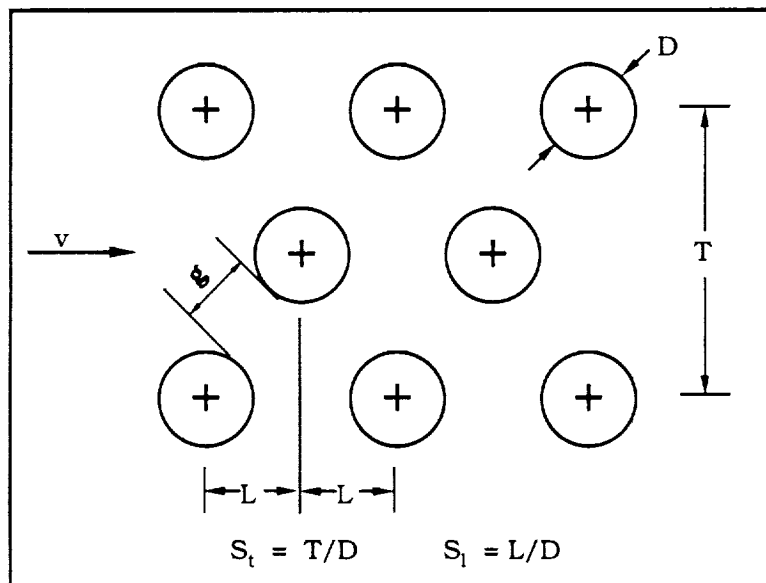 D
v
g
T
L
L
S_t = T/D
S_l = L/D